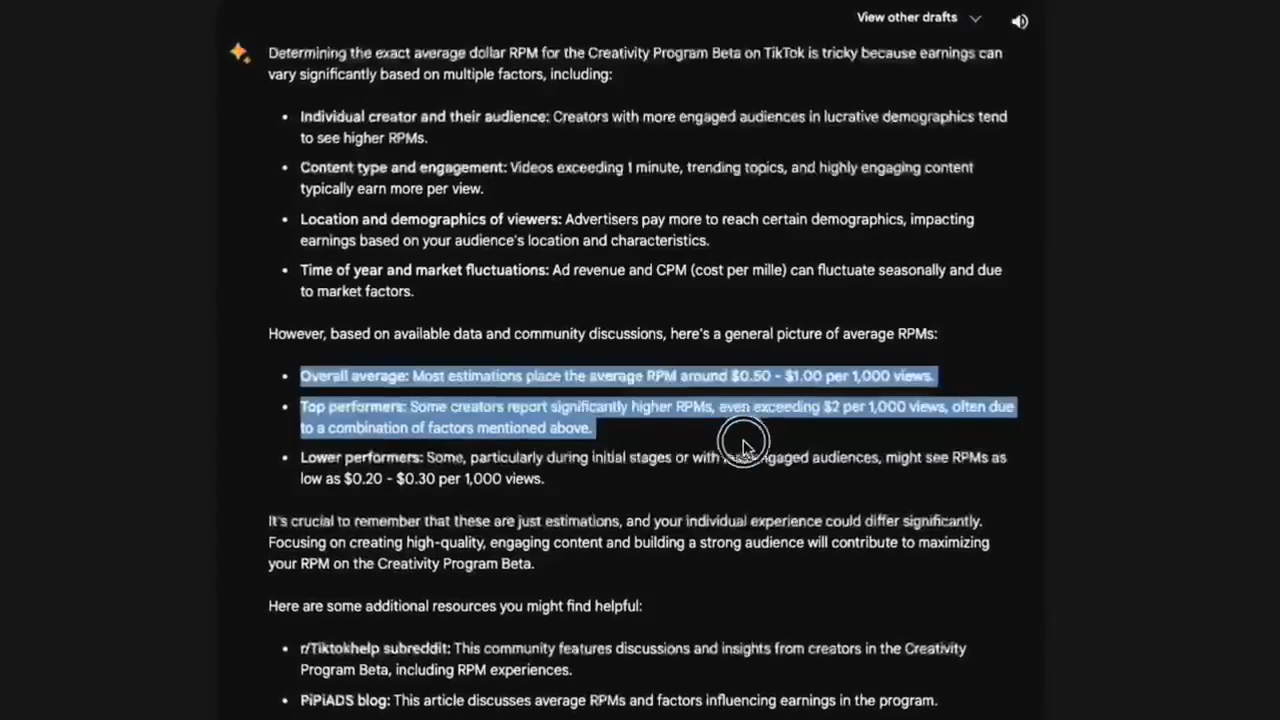 View other drafts
Determining the exact average dollar RPM for the Creativity Program Beta on TikTok is tricky because earnings can
vary significantly based on multiple factors, including:
• Individual creator and their audience: Creators with more engaged audiences in lucrative demographics tend
to see higher RPMs.
• Content type and engagement: Videos exceeding 1 minute, trending topics, and highly engaging content
typically earn more per view.
• Location and demographics of viewers: Advertisers pay more to reach certain demographics, impacting
earnings based on your audience's location and characteristics.
• Time of year and market fluctuations: Ad revenue and CPM (cost per mille) can fluctuate seasonally and due
to market factors.
However, based on available data and community discussions, here's a general picture of average RPMs:
• Overall average: Most estimations place the average RPM around $0.50 - $1.00 per 1,000 views.
• Top performers: Some creators report significantly higher RPMs, even exceeding $2 per 1,000 views, often due
to a combination of factors mentioned above.
• Lower performers: Some, particularly during initial stages or with audiences, might see RPMs as
low as $0.20 - $0.30 per 1,000 views.
It's crucial to remember that these are just estimations, and your individual experience could differ significantly.
Focusing on creating high-quality, engaging content and building a strong audience will contribute to maximizing
your RPM on the Creativity Program Beta.
Here are some additional resources you might find helpful:
• r/Tiktokhelp subreddit: This community features discussions and insights from creators in the Creativity
Program Beta, including RPM experiences.
• PiPiADS blog: This article discusses average RPMs and factors influencing earnings in the program.